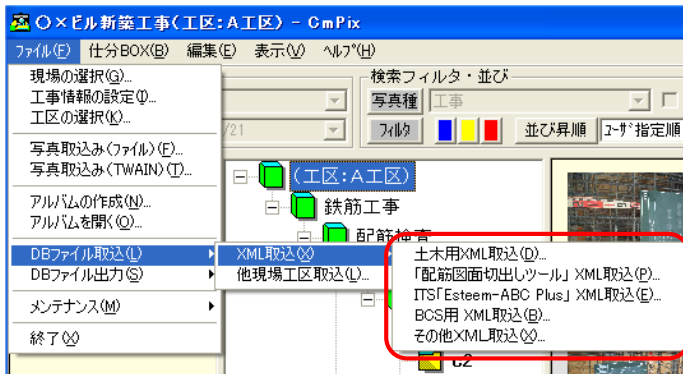 〇×ビル新築工事(工区:A工区) - CmPix
ファイル(F) 仕分BOX(B) 編集(E) 表示(V) ヘルプ(H)
現場の選択(G)...
工事情報の設定(I)...
工区の選択(K)...
写真取込み(ファイル)(F)...
写真取込み(TWAIN)(T)...
アルバムの作成(N)...
アルバムを開く(O)...
DBファイル取込(L)
DBファイル出力(S)
メンテナンス(M)
終了(X)
XML取込(X)
他現場工区取込(L)...
土木用XML取込(D)...
「配筋図面切出しツール」 XML取込(P)...
ITS「Esteem-ABC Plus」 XML取込(E)...
BCS用 XML取込(B)...
その他XML取込(X)...
検索フィルタ・並び
写真種 工事
/21 フィルタ 並び昇順 ユーザ指定順
(工区:A工区)
鉄筋工事
配筋検査
c2